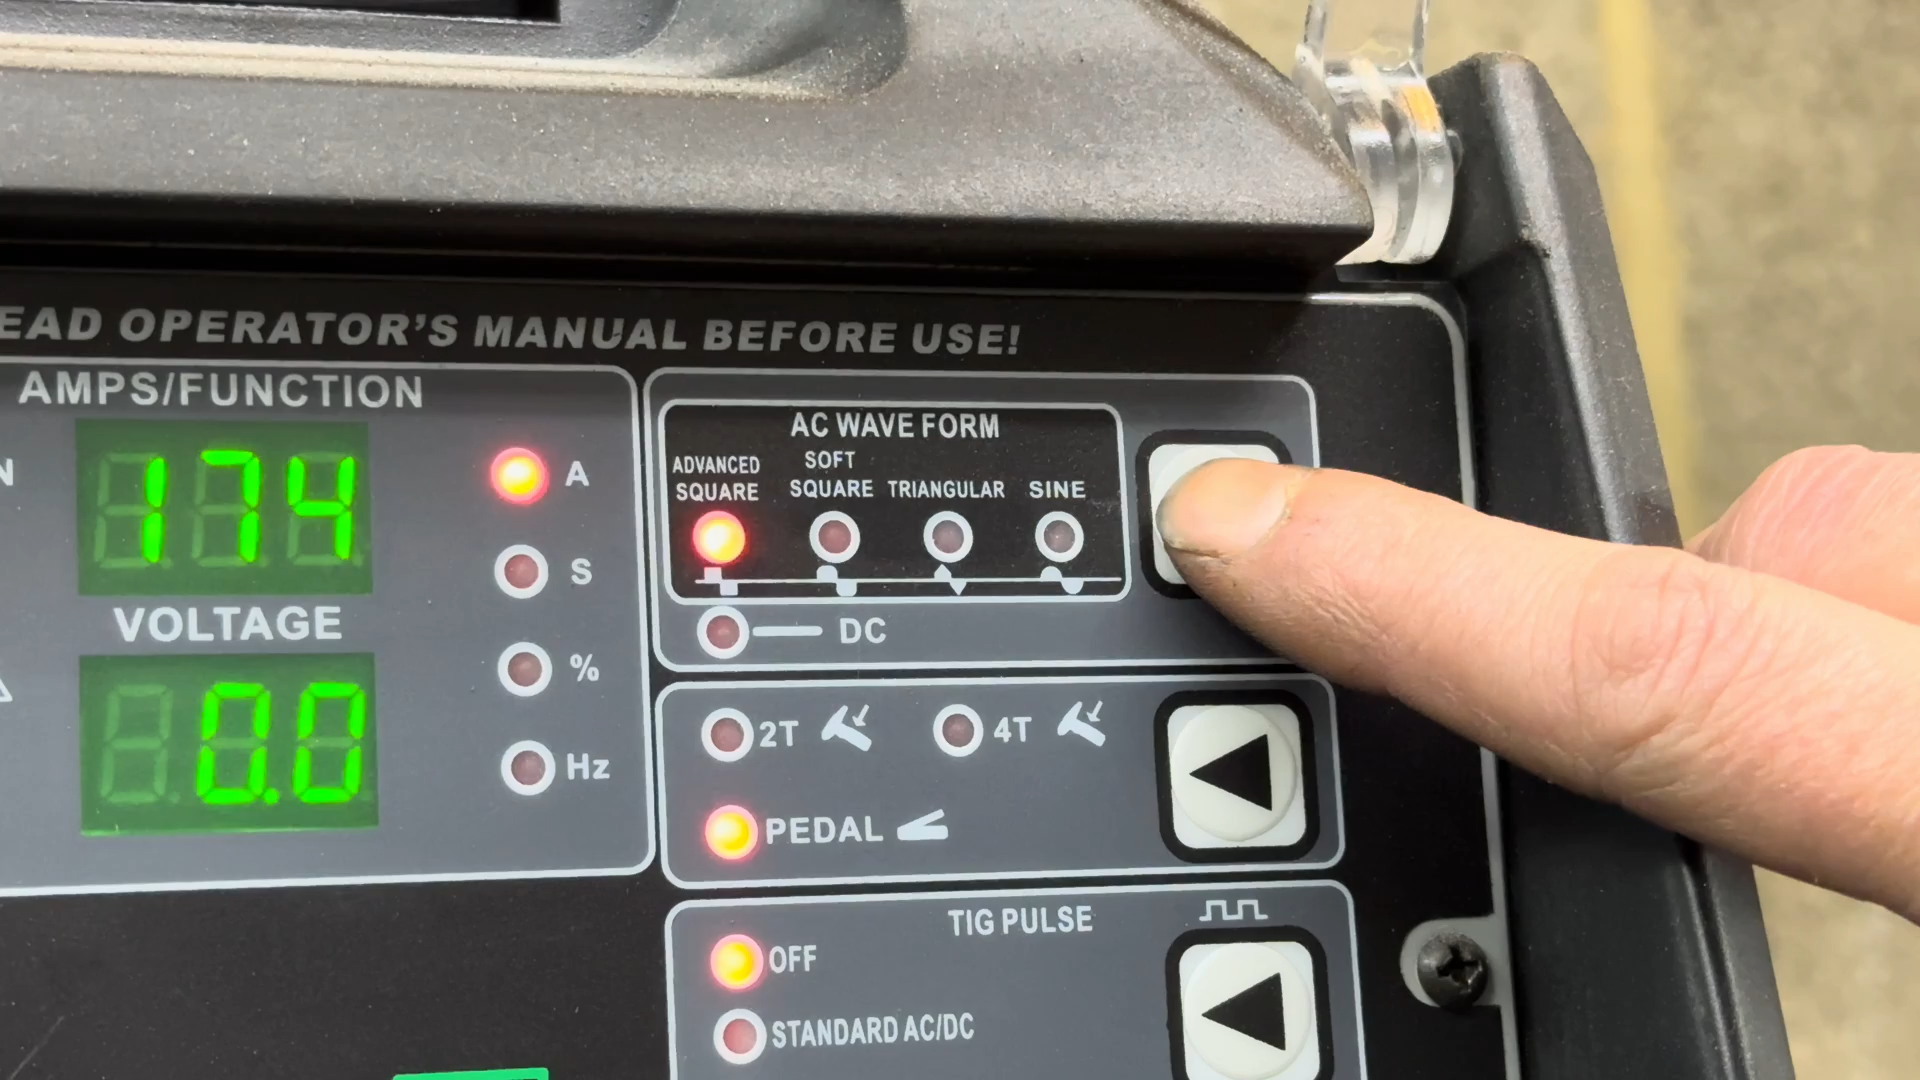 EAD OPERATOR'S MANUAL BEFORE USE!
AMPS/FUNCTION
N
174
A
S
%
Hz
VOLTAGE
0.0
AC WAVE FORM
ADVANCED
SQUARE
SOFT
SQUARE
TRIANGULAR
SINE
DC
2T
4T
PEDAL
TIG PULSE
OFF
STANDARD AC/DC